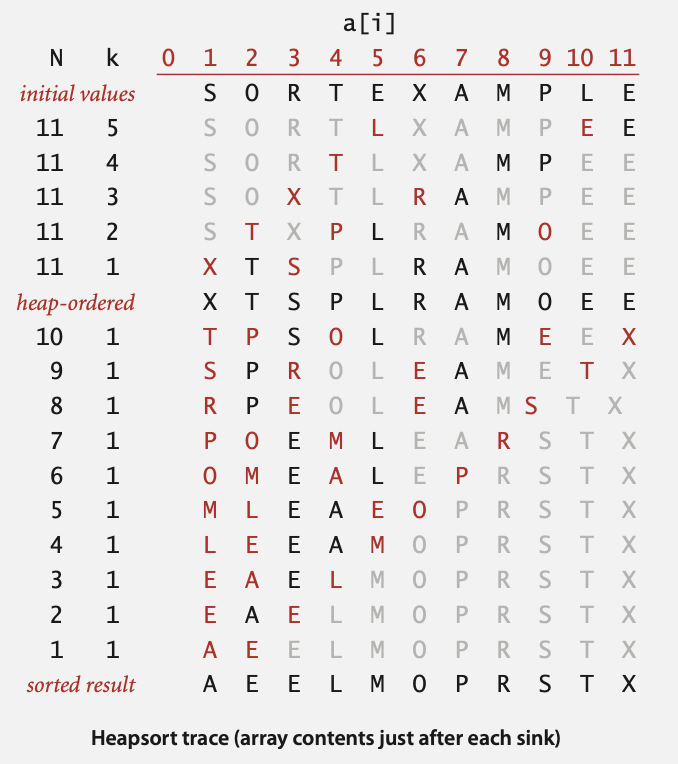 a[i]
N k 0 1 2 3 4 5 6 7 8 9 10 11
initial values S O R T E X A M P L E
11 5 S O R T L X A M P E E
11 4 S O R T L X A M P E E
11 3 S O X T L R A M P E E
11 2 S T X P L R A M O E E
11 1 X T S P L R A M O E E
heap-ordered X T S P L R A M O E E
10 1 T P S O L R A M E E X
9 1 S P R O L E A M E T X
8 1 R P E O L E A M S T X
7 1 P O E M L E A R S T X
6 1 O M E A L E P R S T X
5 1 M L E A E O P R S T X
4 1 L E E A M O P R S T X
3 1 E A E L M O P R S T X
2 1 E A E L M O P R S T X
1 1 A E E L M O P R S T X
sorted result A E E L M O P R S T X
Heapsort trace (array contents just after each sink)